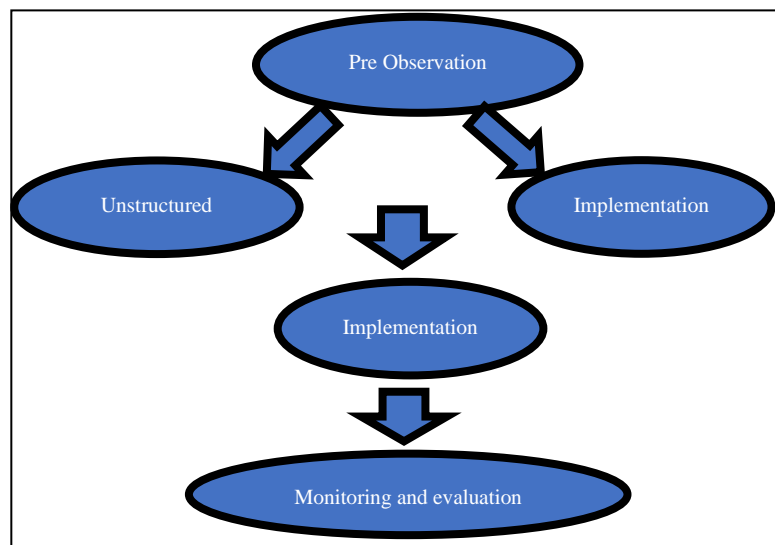 Pre Observation
Unstructured
Implementation
Implementation
Monitoring and evaluation